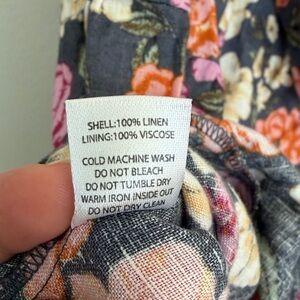 SHELL:100% LINEN
LINING:100% VISCOSE
COLD MACHINE WASH
DO NOT BLEACH
DO NOT TUMBLE DRY
WARM IRON INSIDE OUT
DO NOT DRY CLEAN